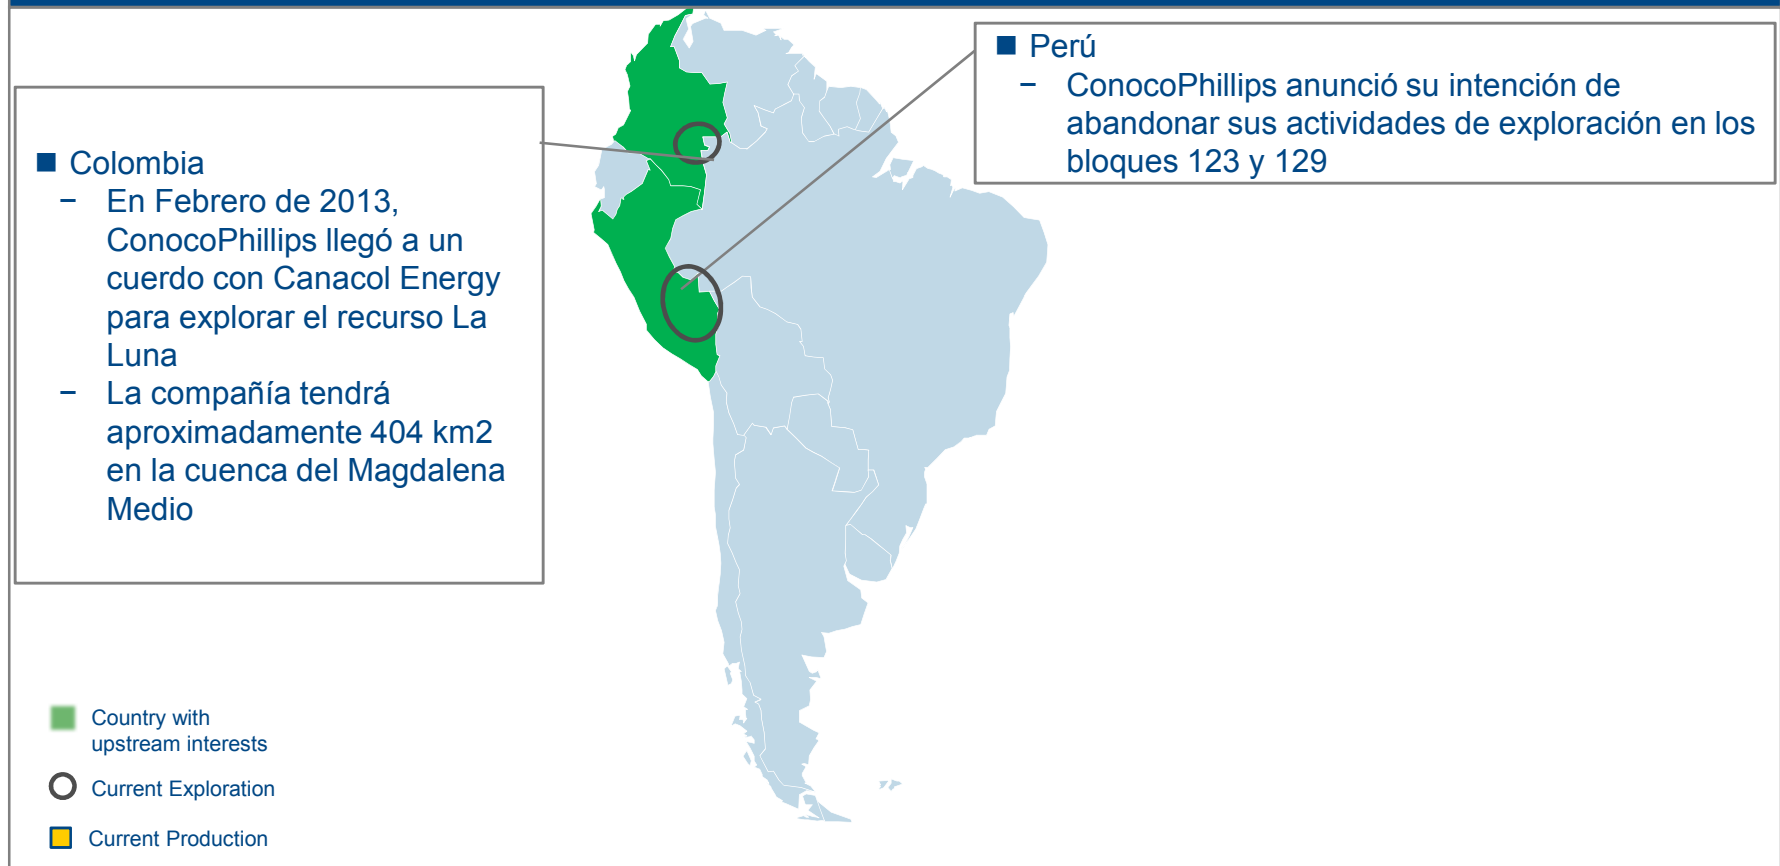 ■ Colombia
− En Febrero de 2013,
ConocoPhillips llegó a un
cuerdo con Canacol Energy
para explorar el recurso La
Luna
− La compañía tendrá
aproximadamente 404 km2
en la cuenca del Magdalena
Medio
■ Perú
− ConocoPhillips anunció su intención de
abandonar sus actividades de exploración en los
bloques 123 y 129
Country with
upstream interests
Current Exploration
Current Production